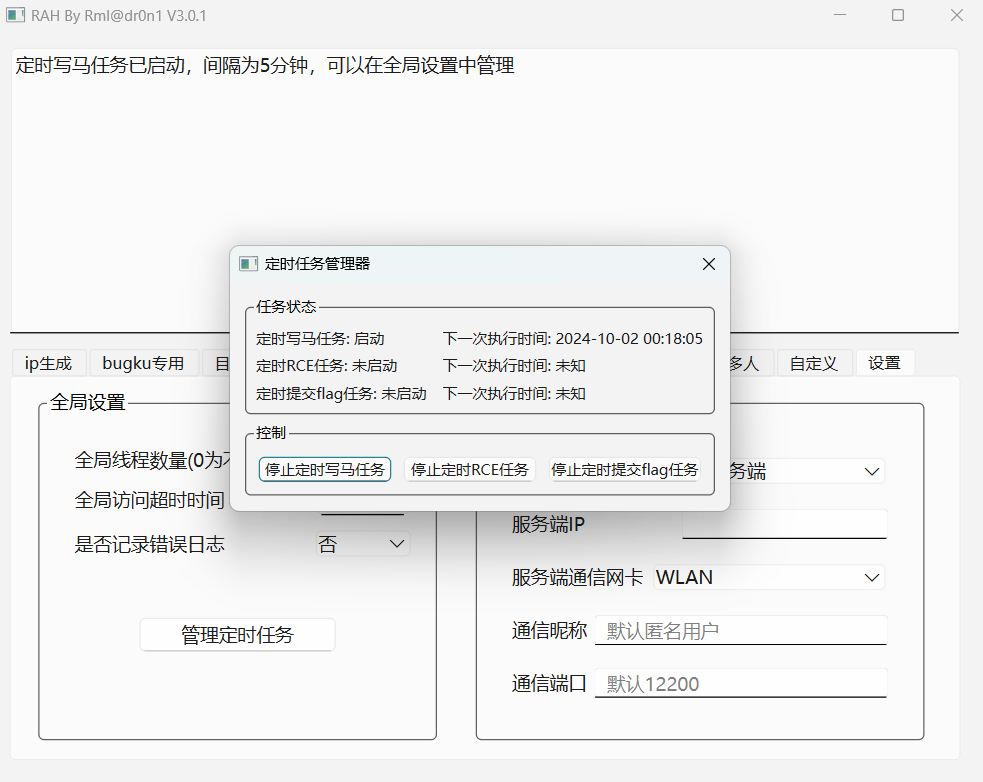 RAH By Rml@dr0n1 V3.0.1
定时写马任务已启动，间隔为5分钟，可以在全局设置中管理
定时任务管理器
任务状态
定时写马任务: 启动 下一次执行时间: 2024-10-02 00:18:05
定时RCE任务: 未启动 下一次执行时间: 未知
定时提交flag任务: 未启动 下一次执行时间: 未知
控制
停止定时写马任务 停止定时RCE任务 停止定时提交flag任务
ip生成 bugku专用 目 多人 自定义 设置
全局设置
全局线程数量(0为
全局访问超时时间
是否记录错误日志 否
管理定时任务
务端
服务端IP
服务端通信网卡 WLAN
通信昵称 默认匿名用户
通信端口 默认12200